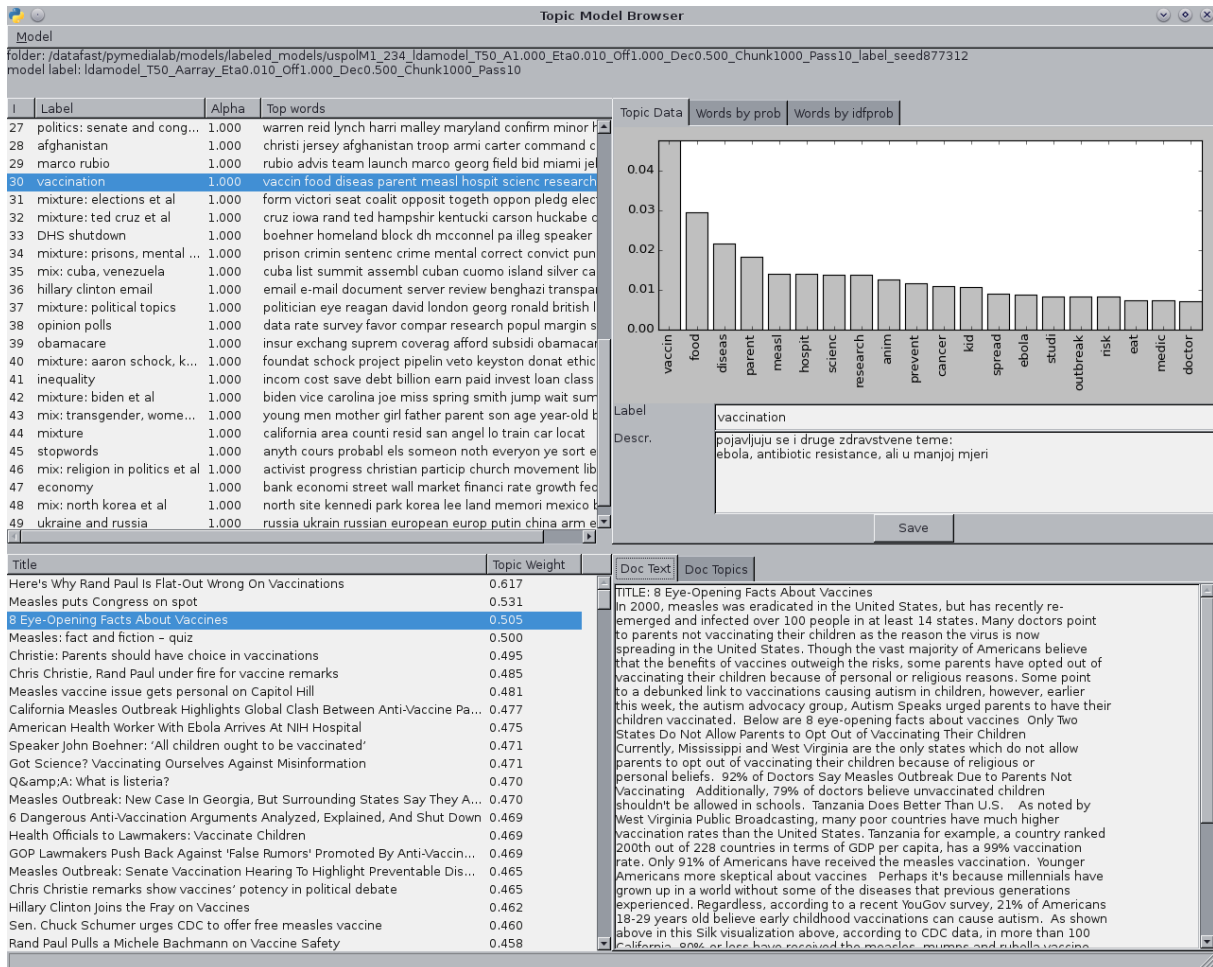 Topic Model Browser
Model
folder: /datafast/pymedialab/models/labeled_models/uspolM1_234_ldamodel_T50_A1.000_Eta0.010_Off1.000_Dec0.500_Chunk1000_Pass10_label_seed877312
model label: ldamodel_T50_Aarray_Eta0.010_Off1.000_Dec0.500_Chunk1000_Pass10
I Label Alpha Top words
27 politics: senate and cong... 1.000 warren reid lynch harri malley maryland confirm minor h
28 afghanistan 1.000 christi jersey afghanistan troop armi carter command c
29 marco rubio 1.000 rubio advis team launch marco georg field bid miami jel
30 vaccination 1.000 vaccin food diseas parent measl hospit scienc research
31 mixture: elections et al 1.000 form victori seat coalit opposit togeth oppon pledg elec
32 mixture: ted cruz et al 1.000 cruz iowa rand ted hampshir kentucki carson huckabe c
33 DHS shutdown 1.000 boehner homeland block dh mcconnel pa illeg speaker
34 mixture: prisons, mental ... 1.000 prison crimin sentenc crime mental correct convict pun
35 mix: cuba, venezuela 1.000 cuba list summit assembl cuban cuomo island silver ca
36 hillary clinton email 1.000 email e-mail document server review benghazi transpa
37 mixture: political topics 1.000 politician eye reagan david london georg ronald british l
38 opinion polls 1.000 data rate survey favor compar research popul margin s
39 obamacare 1.000 insur exchang suprem coverag afford subsidi obamacar
40 mixture: aaron schock, k... 1.000 foundat schock project pipelin veto keyston donat ethic
41 inequality 1.000 incom cost save debt billion earn paid invest loan class
42 mixture: biden et al 1.000 biden vice carolina joe miss spring smith jump wait sum
43 mix: transgender, wome... 1.000 young men mother girl father parent son age year-old b
44 mixture 1.000 california area counti resid san angel lo train car locat
45 stopwords 1.000 anyth cours probabl els someon noth everyon ye sort e
46 mix: religion in politics et al 1.000 activist progress christian particip church movement lib
47 economy 1.000 bank economi street wall market financi rate growth fed
48 mix: north korea et al 1.000 north site kennedi park korea lee land memori mexico b
49 ukraine and russia 1.000 russia ukrain russian european europ putin china arm e
Topic Data Words by prob Words by idfprob
0.04
0.03
0.02
0.01
0.00
vaccin food diseas parent measl hospit scienc research anim prevent cancer kid spread ebola studi outbreak risk eat medic doctor
Label vaccination
Descr. pojavljuju se i druge zdravstvene teme:
ebola, antibiotic resistance, ali u manjoj mjeri
Save
Title Topic Weight
Here's Why Rand Paul Is Flat-Out Wrong On Vaccinations 0.617
Measles puts Congress on spot 0.531
8 Eye-Opening Facts About Vaccines 0.505
Measles: fact and fiction – quiz 0.500
Christie: Parents should have choice in vaccinations 0.495
Chris Christie, Rand Paul under fire for vaccine remarks 0.485
Measles vaccine issue gets personal on Capitol Hill 0.481
California Measles Outbreak Highlights Global Clash Between Anti-Vaccine Pa... 0.477
American Health Worker With Ebola Arrives At NIH Hospital 0.475
Speaker John Boehner: ‘All children ought to be vaccinated’ 0.471
Got Science? Vaccinating Ourselves Against Misinformation 0.471
Q&amp;A: What is listeria? 0.470
Measles Outbreak: New Case In Georgia, But Surrounding States Say They A... 0.470
6 Dangerous Anti-Vaccination Arguments Analyzed, Explained, And Shut Down 0.469
Health Officials to Lawmakers: Vaccinate Children 0.469
GOP Lawmakers Push Back Against 'False Rumors' Promoted By Anti-Vaccin... 0.469
Measles Outbreak: Senate Vaccination Hearing To Highlight Preventable Dis... 0.465
Chris Christie remarks show vaccines’ potency in political debate 0.465
Hillary Clinton Joins the Fray on Vaccines 0.462
Sen. Chuck Schumer urges CDC to offer free measles vaccine 0.460
Rand Paul Pulls a Michele Bachmann on Vaccine Safety 0.458
Doc Text Doc Topics
TITLE: 8 Eye-Opening Facts About Vaccines
In 2000, measles was eradicated in the United States, but has recently re-
emerged and infected over 100 people in at least 14 states. Many doctors point
to parents not vaccinating their children as the reason the virus is now
spreading in the United States. Though the vast majority of Americans believe
that the benefits of vaccines outweigh the risks, some parents have opted out of
vaccinating their children because of personal or religious reasons. Some point
to a debunked link to vaccinations causing autism in children, however, earlier
this week, the autism advocacy group, Autism Speaks urged parents to have their
children vaccinated. Below are 8 eye-opening facts about vaccines Only Two
States Do Not Allow Parents to Opt Out of Vaccinating Their Children
Currently, Mississippi and West Virginia are the only states which do not allow
parents to opt out of vaccinating their children because of religious or
personal beliefs. 92% of Doctors Say Measles Outbreak Due to Parents Not
Vaccinating Additionally, 79% of doctors believe unvaccinated children
shouldn't be allowed in schools. Tanzania Does Better Than U.S. As noted by
West Virginia Public Broadcasting, many poor countries have much higher
vaccination rates than the United States. Tanzania for example, a country ranked
200th out of 228 countries in terms of GDP per capita, has a 99% vaccination
rate. Only 91% of Americans have received the measles vaccination. Younger
Americans more skeptical about vaccines Perhaps it's because millennials have
grown up in a world without some of the diseases that previous generations
experienced. Regardless, according to a recent YouGov survey, 21% of Americans
18-29 years old believe early childhood vaccinations can cause autism. As shown
above in this Silk visualization above, according to CDC data, in more than 100
California, 80% or less have received the measles, mumps and rubella vaccine